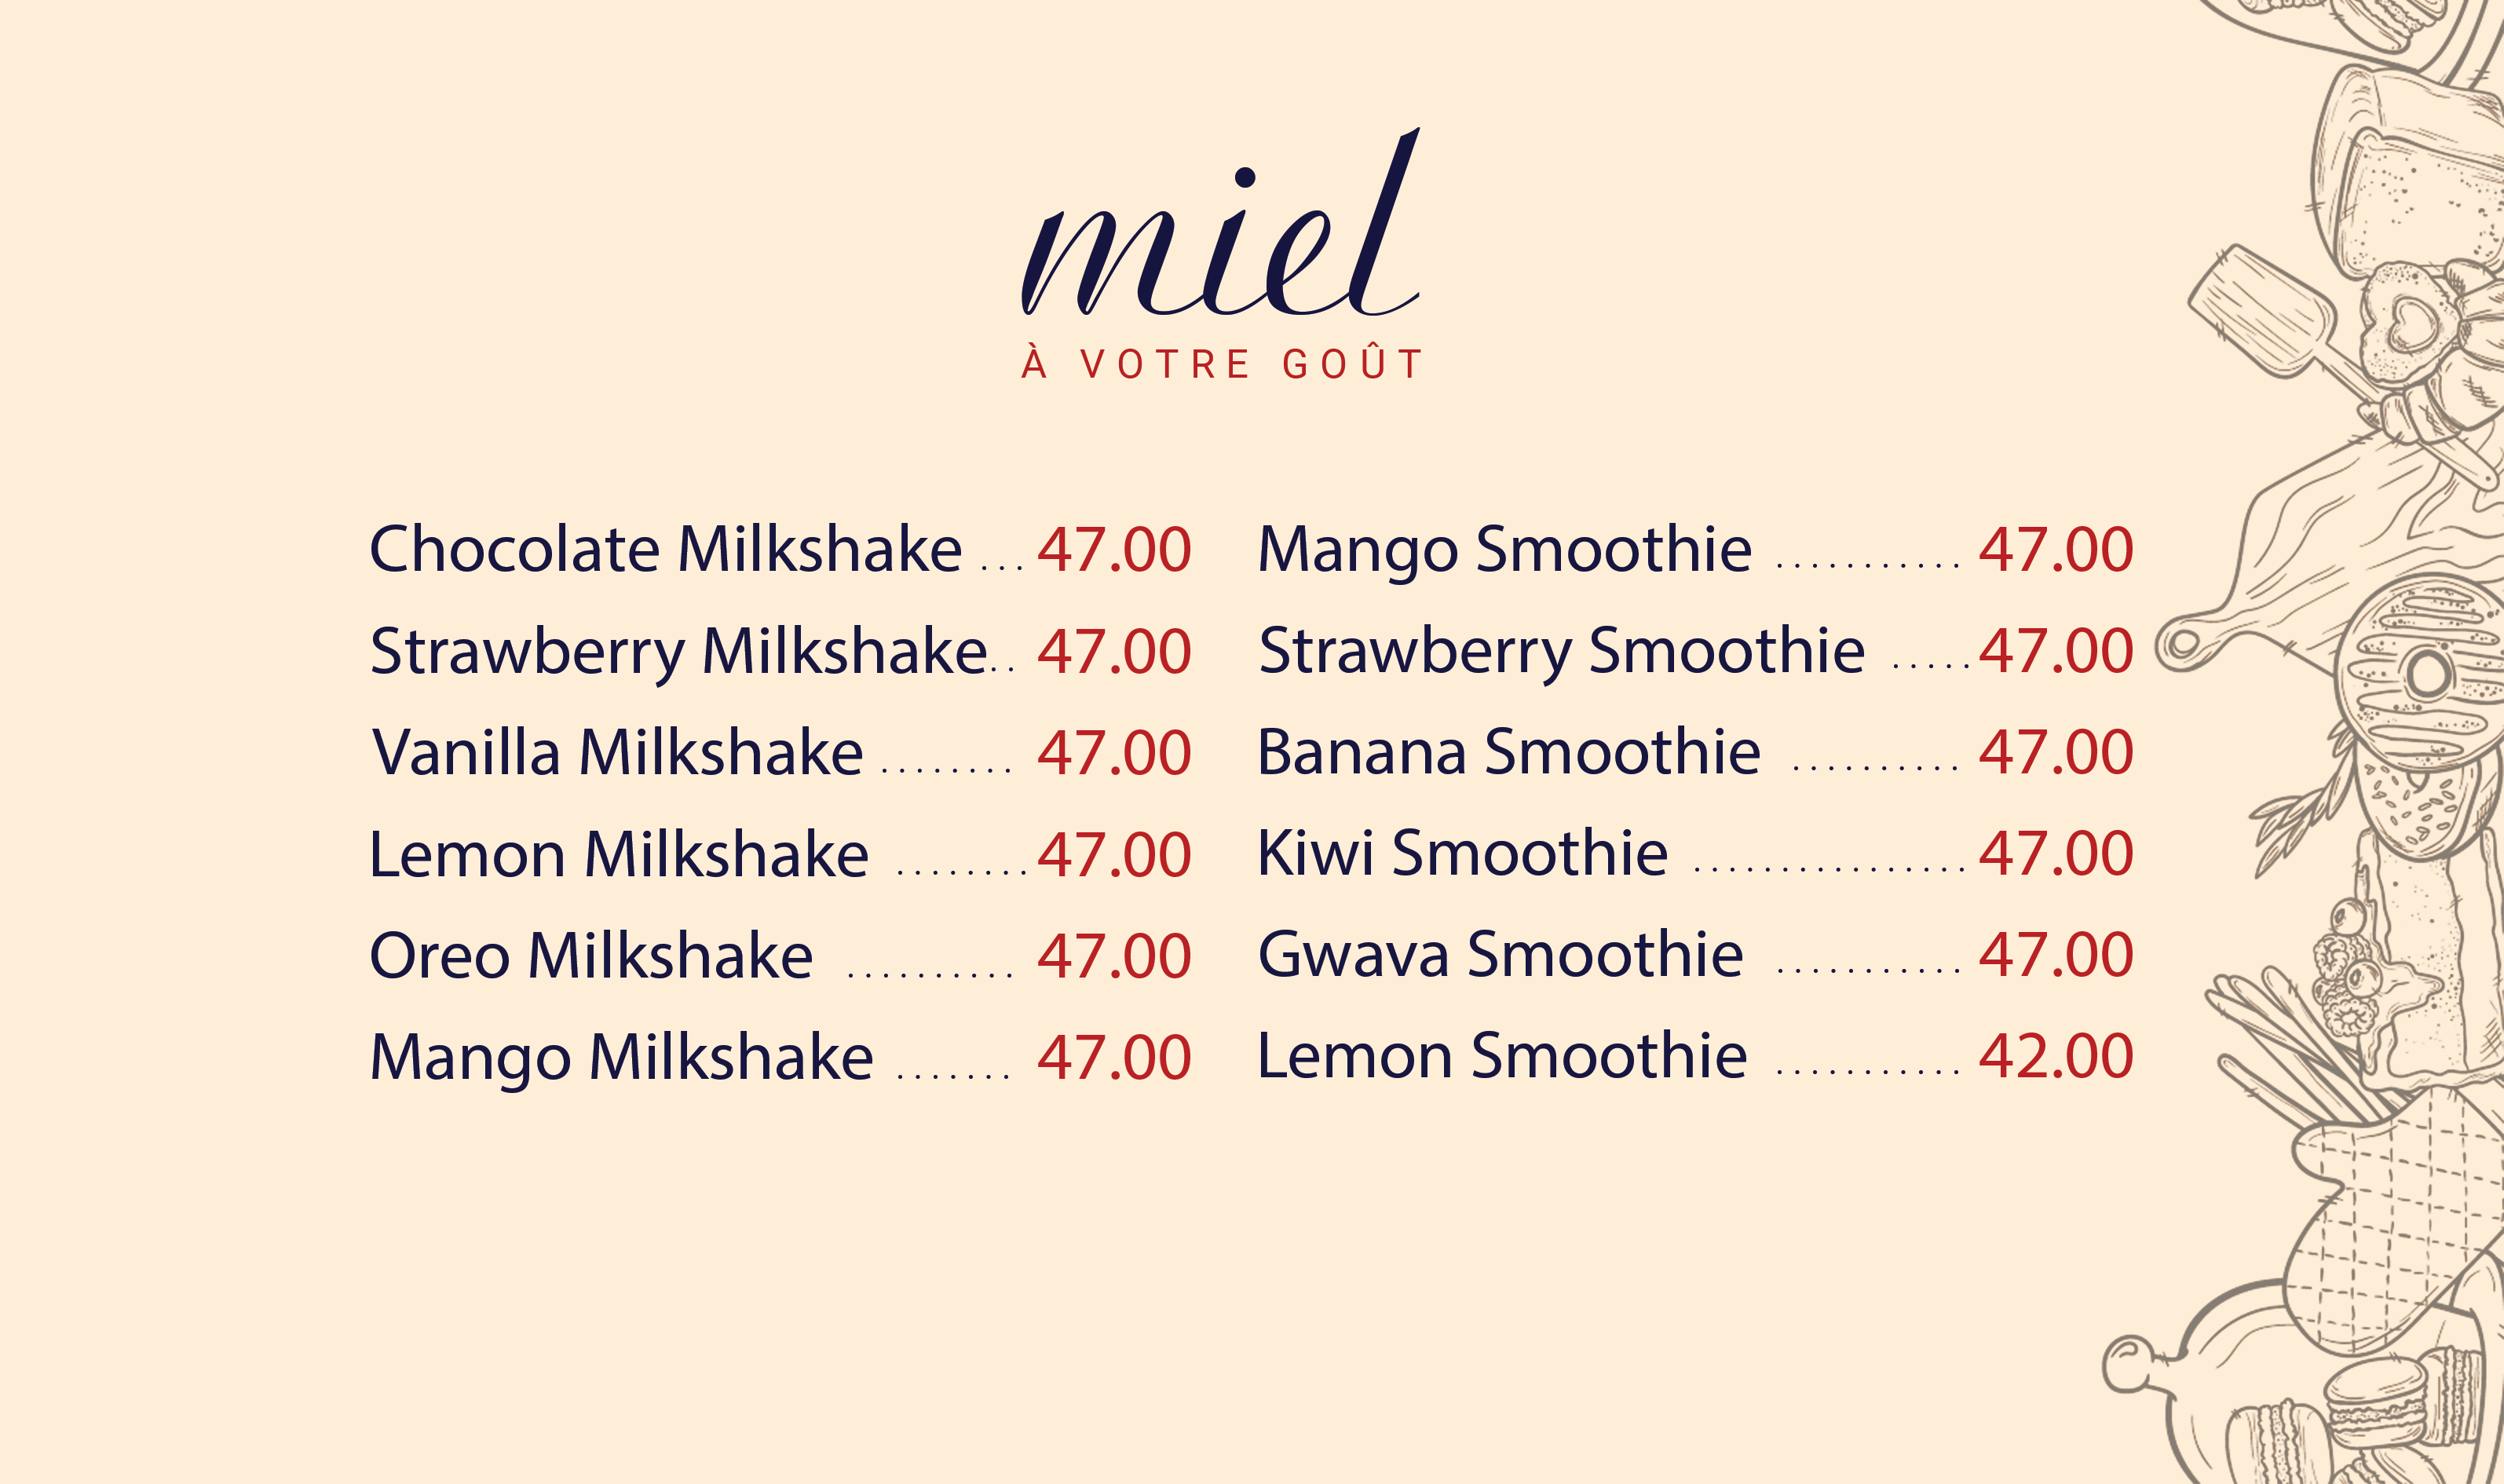 miel
À VOTRE GOÛT
Chocolate Milkshake ... 47.00
Strawberry Milkshake.. 47.00
Vanilla Milkshake ........ 47.00
Lemon Milkshake ........ 47.00
Oreo Milkshake .......... 47.00
Mango Milkshake ....... 47.00
Mango Smoothie ........... 47.00
Strawberry Smoothie ..... 47.00
Banana Smoothie .......... 47.00
Kiwi Smoothie ................ 47.00
Gwava Smoothie ........... 47.00
Lemon Smoothie ........... 42.00